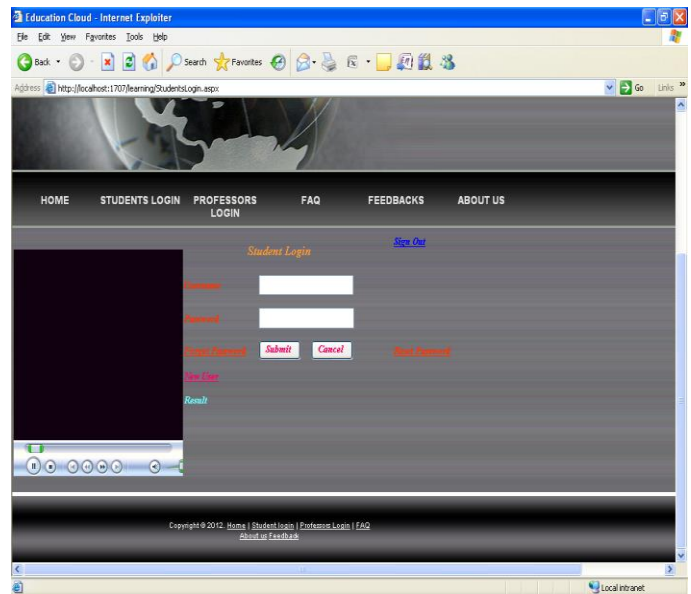 Education Cloud - Internet Exploiter
File Edit View Favorites Tools Help
Back Search Favorites
Address http://localhost:1707/learning/StudentsLogin.aspx Go Links »
HOME STUDENTS LOGIN PROFESSORS LOGIN FAQ FEEDBACKS ABOUT US
Sign Out
Student Login
Username
Password
Forgot Password Submit Cancel Reset Password
New User
Result
Copyright © 2012. Home | Student login | Professors Login | FAQ
About us Feedback
Local intranet